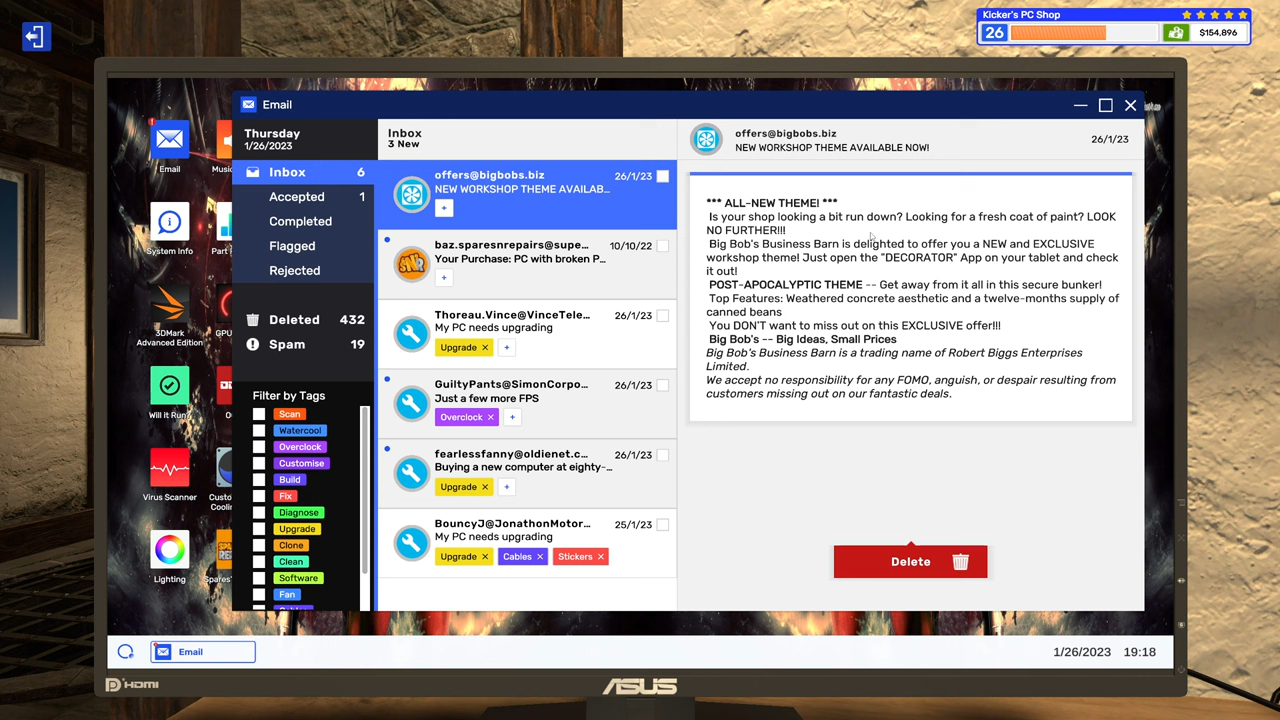 Kicker's PC Shop
26
$154,896
Email
Thursday
1/26/2023
Inbox 6
Accepted 1
Completed
Flagged
Rejected
Deleted 432
Spam 19
Filter by Tags
Scan
Watercool
Overclock
Customise
Build
Fix
Diagnose
Upgrade
Clone
Clean
Software
Fan
Inbox
3 New
offers@bigbobs.biz 26/1/23
NEW WORKSHOP THEME AVAILAB...
+
baz.sparesnrepairs@supe... 10/10/22
Your Purchase: PC with broken P...
+
Thoreau.Vince@VinceTele... 26/1/23
My PC needs upgrading
Upgrade × +
GuiltyPants@SimonCorpo... 26/1/23
Just a few more FPS
Overclock × +
fearlessfanny@oldienet.c... 26/1/23
Buying a new computer at eighty-...
Upgrade × +
BouncyJ@JonathonMotor... 25/1/23
My PC needs upgrading
Upgrade × Cables × Stickers ×
offers@bigbobs.biz
NEW WORKSHOP THEME AVAILABLE NOW!
26/1/23
*** ALL-NEW THEME! ***
Is your shop looking a bit run down? Looking for a fresh coat of paint? LOOK
NO FURTHER!!!
Big Bob's Business Barn is delighted to offer you a NEW and EXCLUSIVE
workshop theme! Just open the "DECORATOR" App on your tablet and check
it out!
POST-APOCALYPTIC THEME -- Get away from it all in this secure bunker!
Top Features: Weathered concrete aesthetic and a twelve-months supply of
canned beans
You DON'T want to miss out on this EXCLUSIVE offer!!!
Big Bob's -- Big Ideas, Small Prices
Big Bob's Business Barn is a trading name of Robert Biggs Enterprises
Limited.
We accept no responsibility for any FOMO, anguish, or despair resulting from
customers missing out on our fantastic deals.
Delete
Email
Music
System Info
Part
3DMark
Advanced Edition
GPU
Will It Run
Virus Scanner
Custo
Coolin
Lighting
Spares
Email
1/26/2023 19:18
HDMI
ASUS